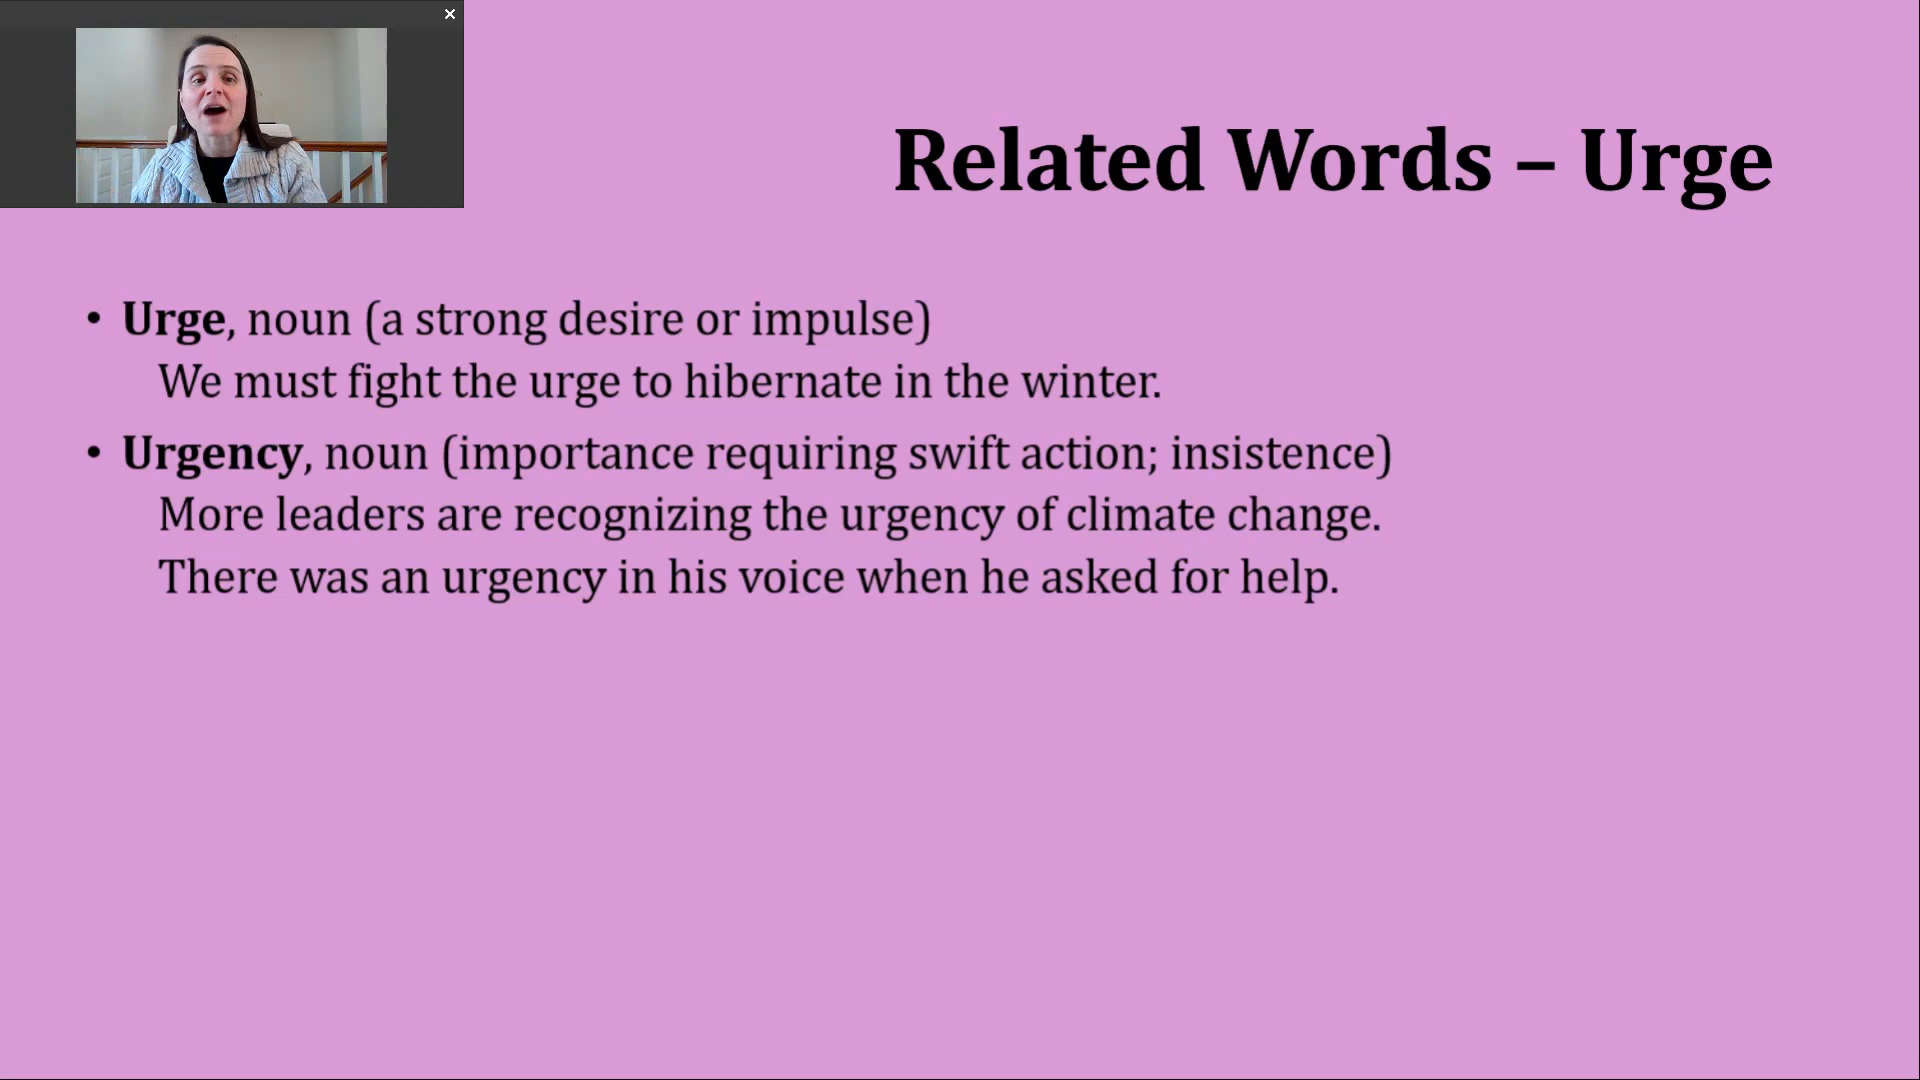 Related Words – Urge
• Urge, noun (a strong desire or impulse)
We must fight the urge to hibernate in the winter.
• Urgency, noun (importance requiring swift action; insistence)
More leaders are recognizing the urgency of climate change.
There was an urgency in his voice when he asked for help.